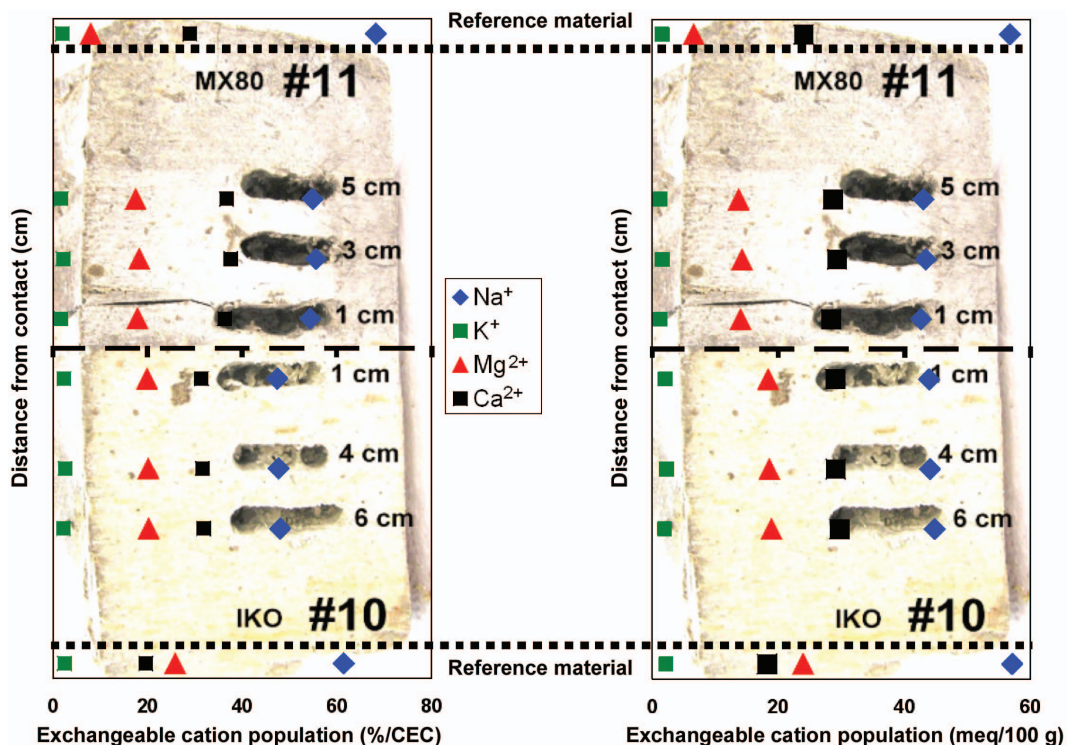 Reference material
MX80 #11
5 cm
3 cm
1 cm
1 cm
4 cm
6 cm
IKO #10
Distance from contact (cm)
0 20 40 60 80
Exchangeable cation population (%/CEC)
Na⁺
K⁺
Mg²⁺
Ca²⁺
Reference material
MX80 #11
5 cm
3 cm
1 cm
1 cm
4 cm
6 cm
IKO #10
Distance from contact (cm)
0 20 40 60
Exchangeable cation population (meq/100 g)